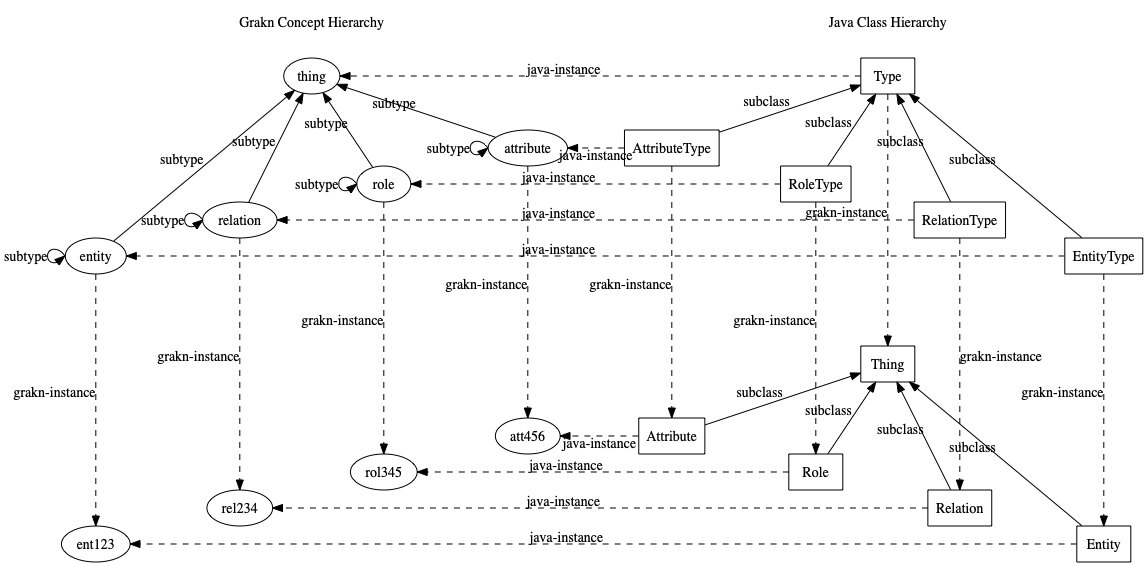 Grakn Concept Hierarchy
Java Class Hierarchy
thing
java-instance
Type
subtype
subclass
subtype
subtype
subclass
subclass
subtype
attribute
java-instance
AttributeType
subtype
subclass
subtype
role
java-instance
RoleType
subtype
relation
java-instance
grakn-instance
RelationType
subtype
entity
java-instance
EntityType
grakn-instance
grakn-instance
grakn-instance
grakn-instance
grakn-instance
grakn-instance
Thing
grakn-instance
subclass
grakn-instance
subclass
att456
java-instance
Attribute
subclass
subclass
rol345
java-instance
Role
rel234
java-instance
Relation
ent123
java-instance
Entity